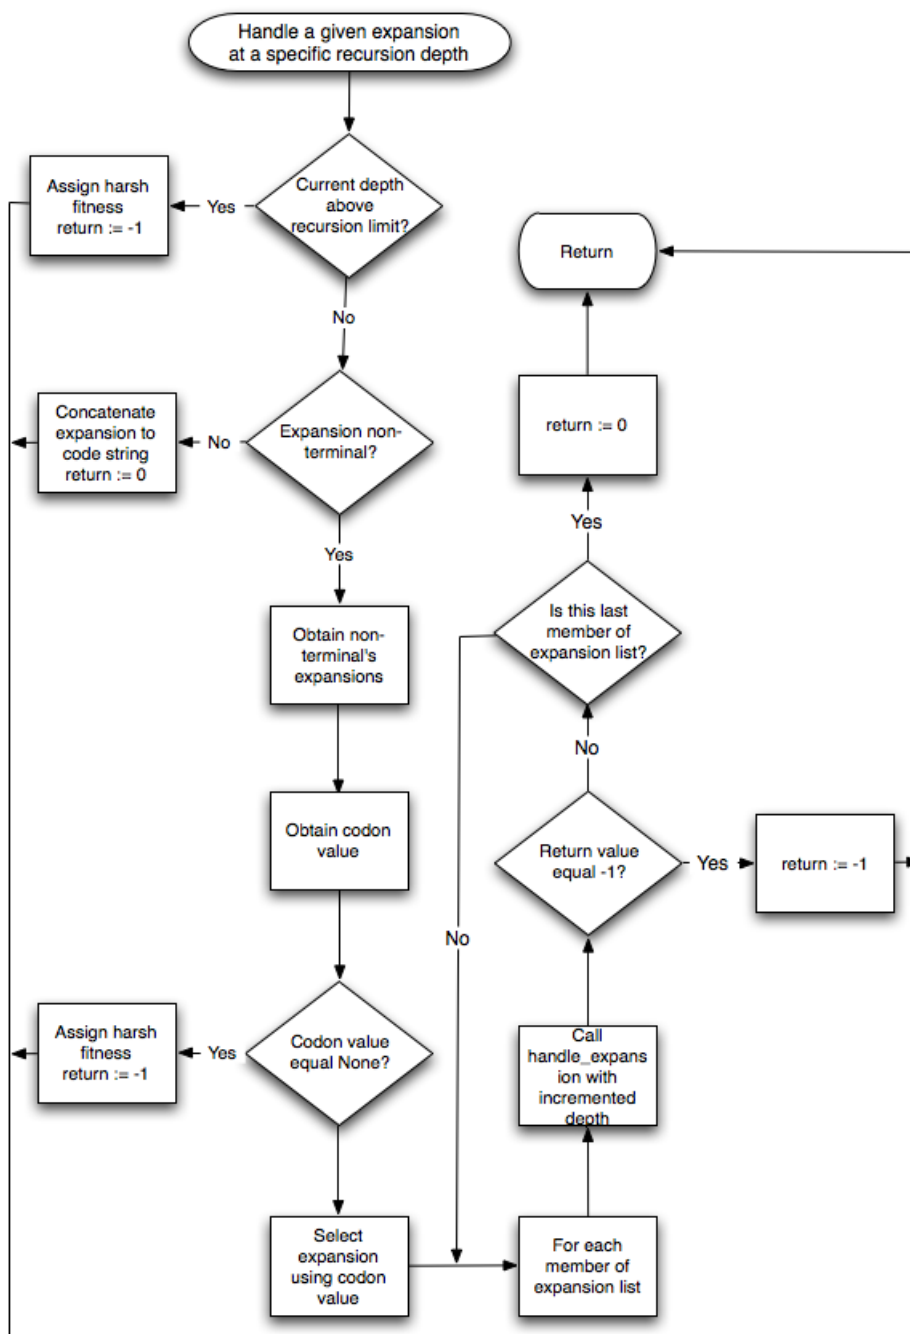 Handle a given expansion
at a specific recursion depth
Current depth
above
recursion limit?
Yes
Assign harsh
fitness
return := -1
No
Expansion non-
terminal?
No
Concatenate
expansion to
code string
return := 0
Yes
Obtain non-
terminal's
expansions
Obtain codon
value
Codon value
equal None?
Yes
Assign harsh
fitness
return := -1
Select
expansion
using codon
value
For each
member of
expansion list
Call
handle_expans
ion with
incremented
depth
Return value
equal -1?
Yes
return := -1
No
Is this last
member of
expansion list?
No
Yes
return := 0
Return